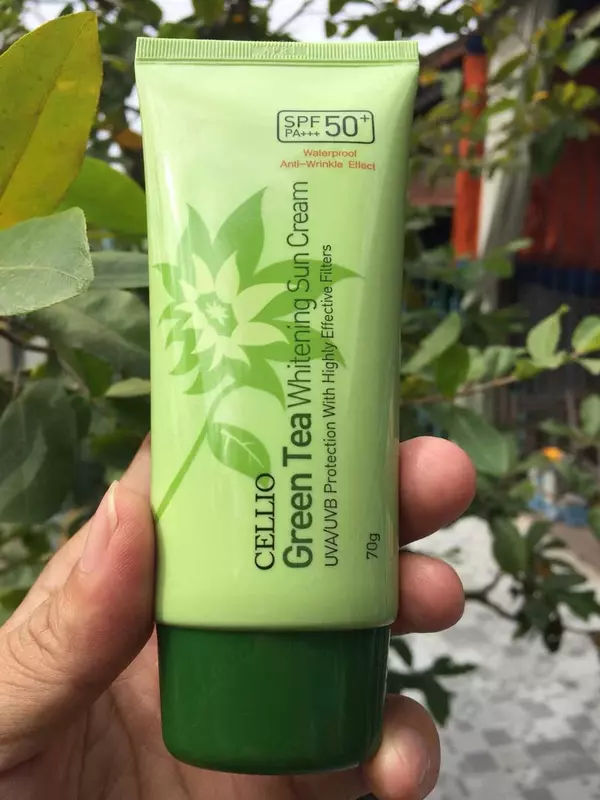 SPF
PA+++ 50+
Waterproof
Anti-Wrinkle Effect
CELLIO
Green Tea Whitening Sun Cream
UVA/UVB Protection With Highly Effective Filters
70g